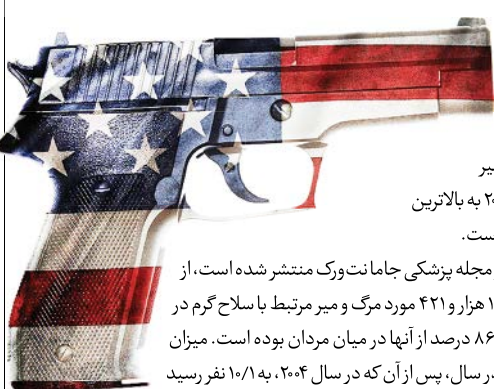 یر
۲۰ به بالاترین
ست.
مجله پزشکی جاما نت‌ورک منتشر شده است، از
۱ هزار و ۴۲۱ مورد مرگ و میر مرتبط با سلاح گرم در
۸۶ درصد از آنها در میان مردان بوده است. میزان
در سال، پس از آن که در سال ۲۰۰۴، به ۱۰/۱ نفر رسید